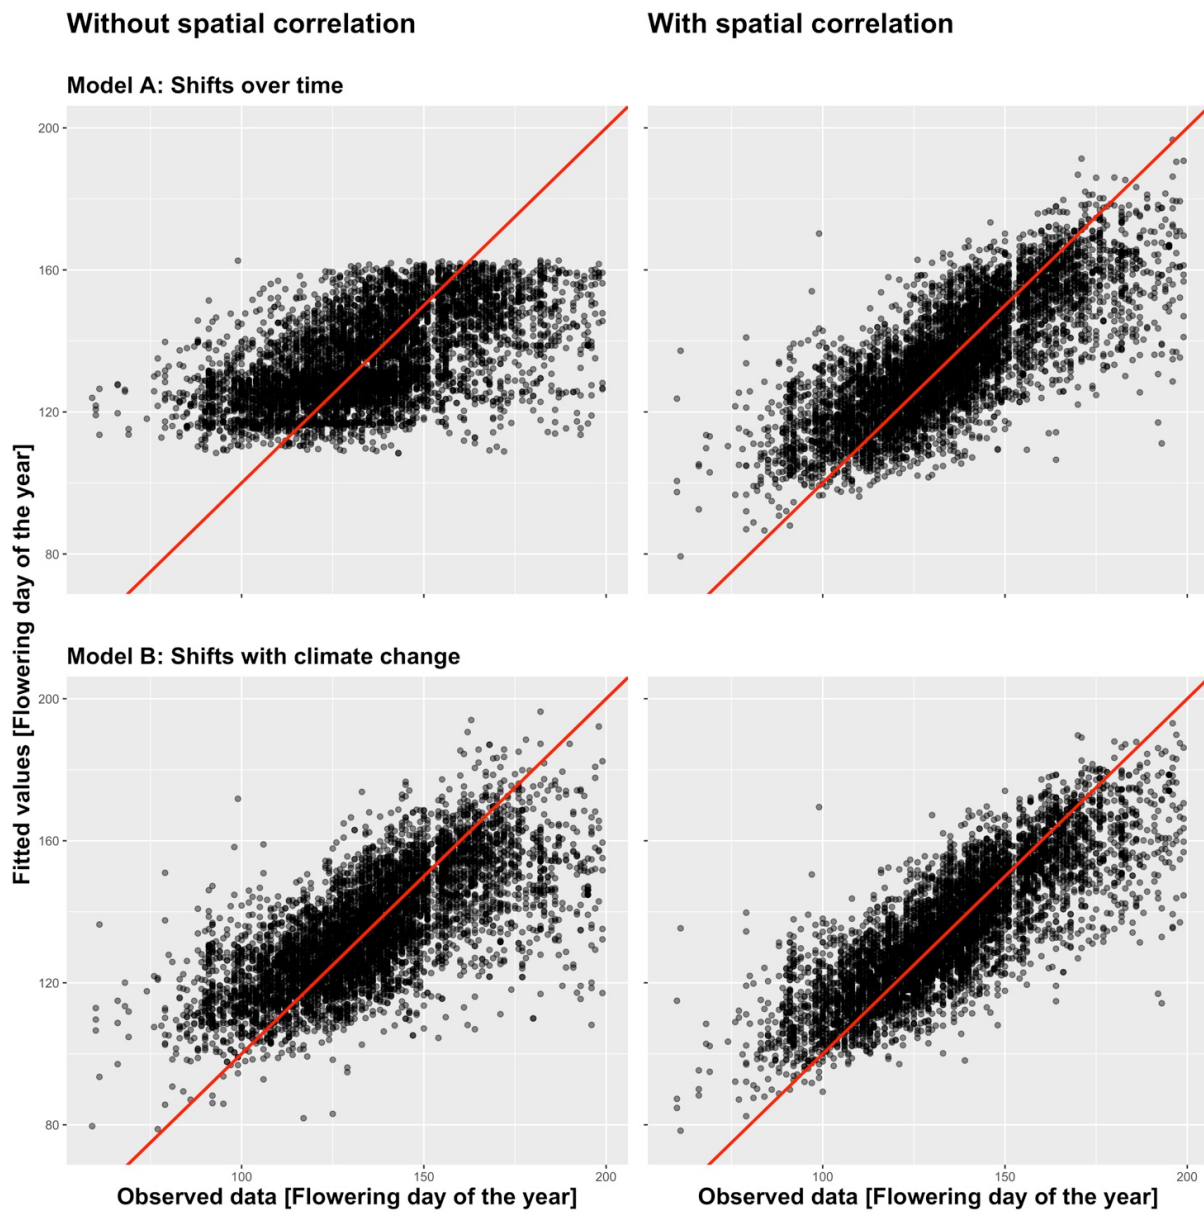 Without spatial correlation
With spatial correlation
Model A: Shifts over time
200
160
120
80
Fitted values [Flowering day of the year]
Model B: Shifts with climate change
200
160
120
80
100
150
200
100
150
200
Observed data [Flowering day of the year]
Observed data [Flowering day of the year]